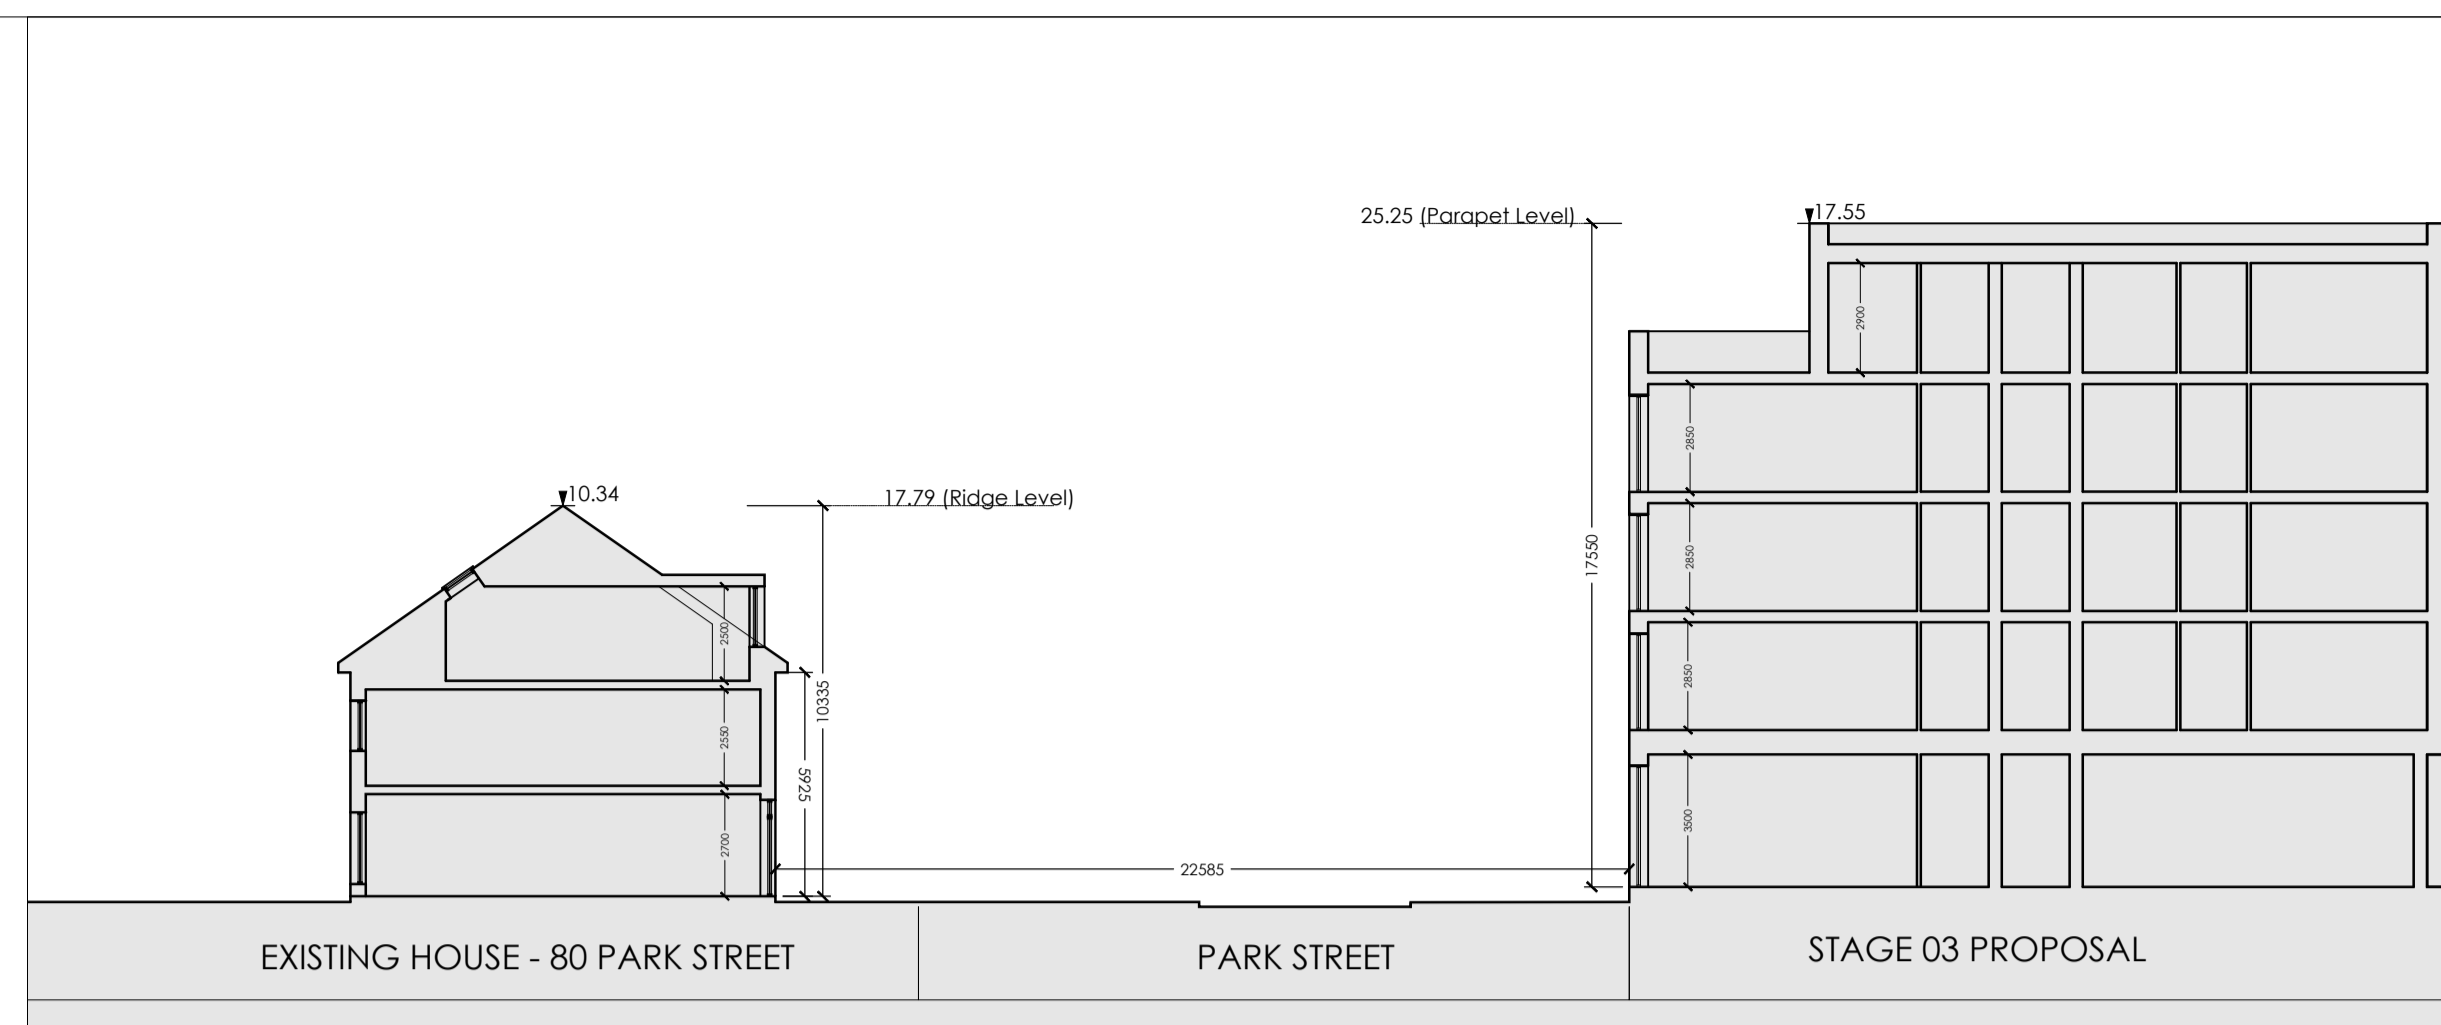 25.25 (Parapet Level)
17.55
2900
2850
10.34
17.79 (Ridge Level)
17550
2850
2500
2850
10335
2550
5925
2700
3500
22585
EXISTING HOUSE - 80 PARK STREET
PARK STREET
STAGE 03 PROPOSAL